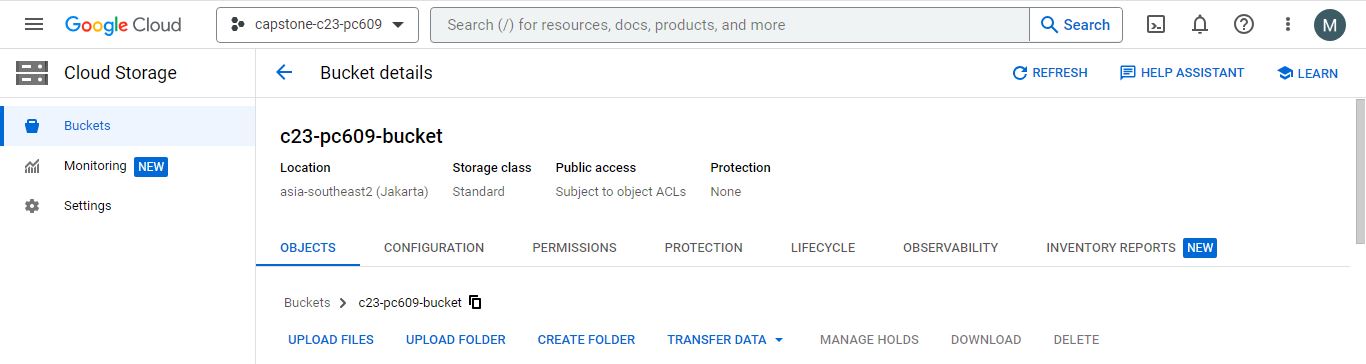 Google Cloud
capstone-c23-pc609
Search (/) for resources, docs, products, and more
Search
M
Cloud Storage
Bucket details
REFRESH
HELP ASSISTANT
LEARN
Buckets
Monitoring NEW
Settings
c23-pc609-bucket
Location Storage class Public access Protection
asia-southeast2 (Jakarta) Standard Subject to object ACLs None
OBJECTS CONFIGURATION PERMISSIONS PROTECTION LIFECYCLE OBSERVABILITY INVENTORY REPORTS NEW
Buckets > c23-pc609-bucket
UPLOAD FILES UPLOAD FOLDER CREATE FOLDER TRANSFER DATA MANAGE HOLDS DOWNLOAD DELETE